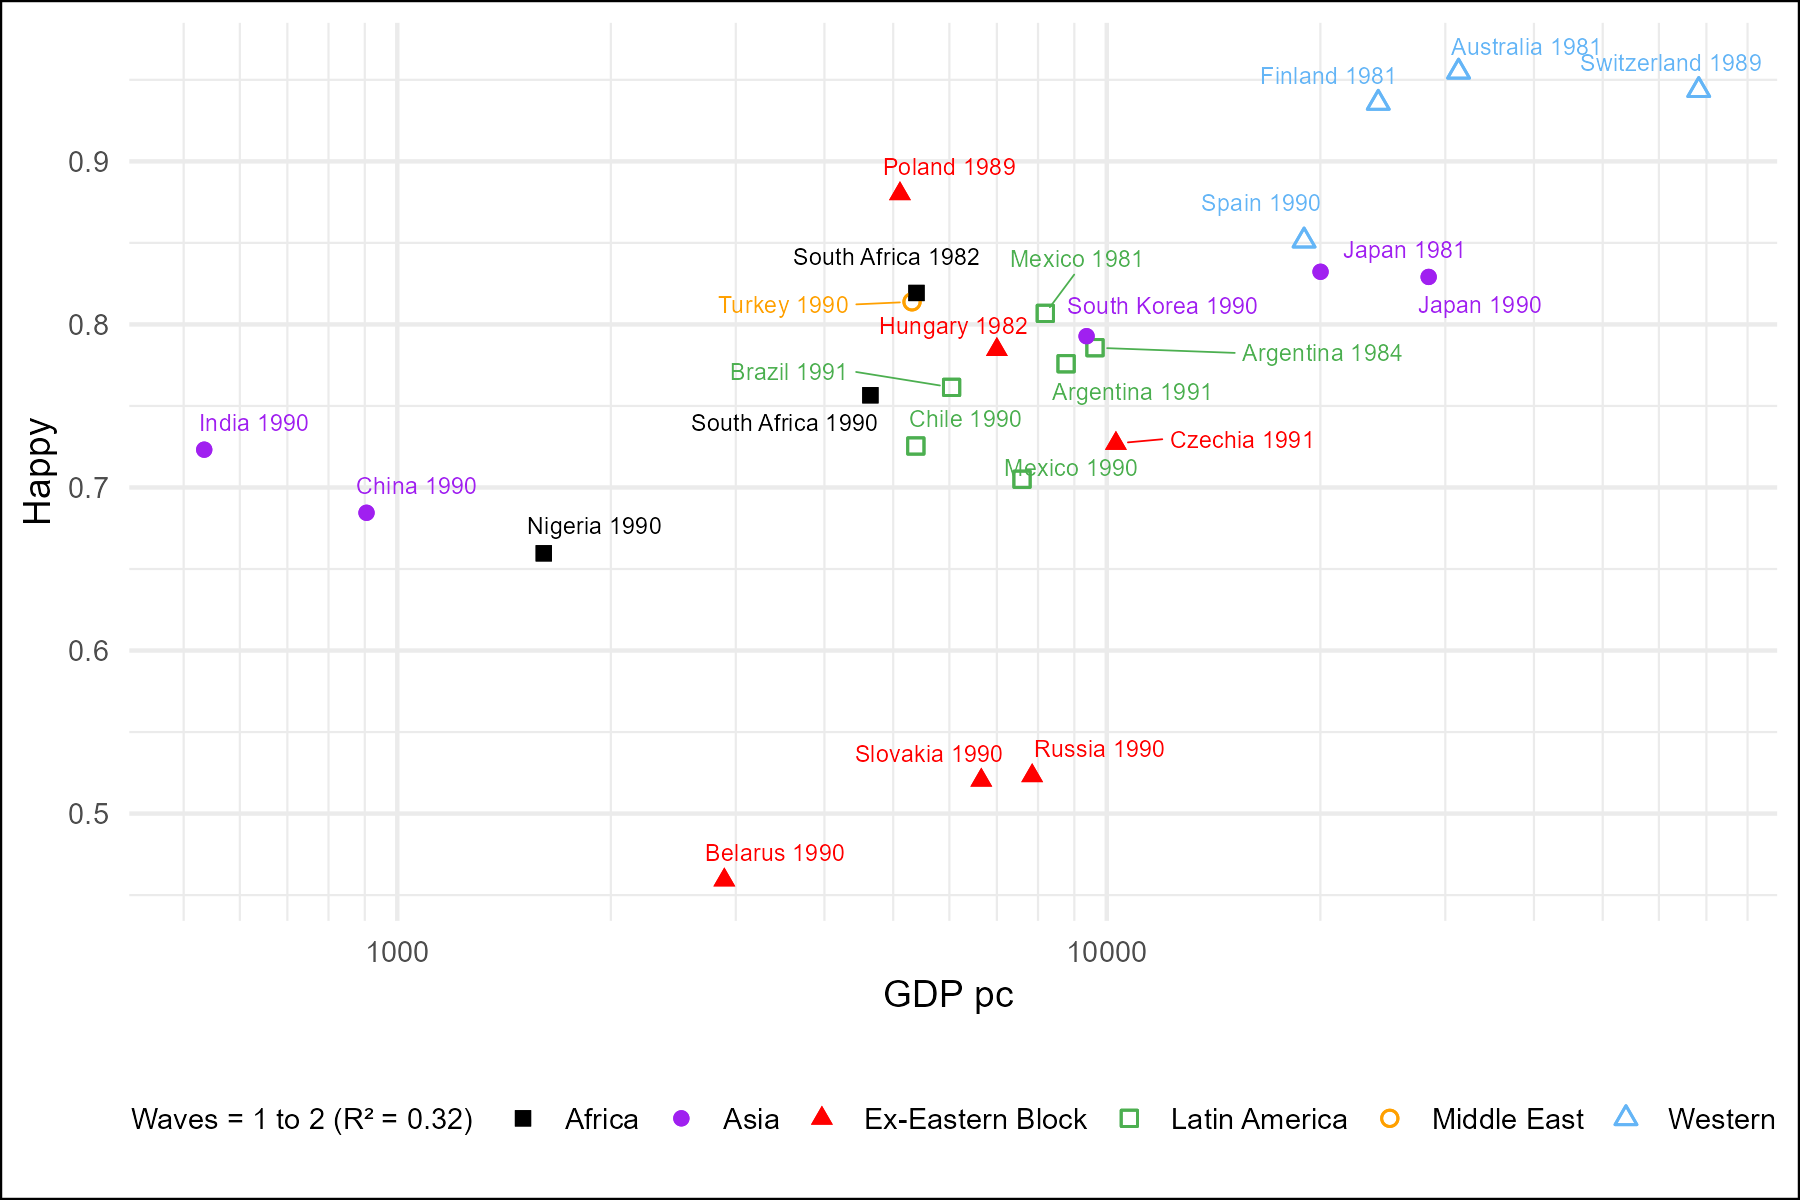 Australia 1981
Switzerland 1989
Finland 1981
0.9
Poland 1989
Spain 1990
Japan 1981
South Africa 1982
Mexico 1981
Turkey 1990
South Korea 1990
Japan 1990
0.8
Hungary 1982
Argentina 1984
Brazil 1991
Argentina 1991
India 1990
South Africa 1990
Chile 1990
Czechia 1991
Happy
Mexico 1990
0.7
China 1990
Nigeria 1990
0.6
Slovakia 1990
Russia 1990
0.5
Belarus 1990
1000
10000
GDP pc
Waves = 1 to 2 (R² = 0.32) Africa Asia Ex-Eastern Block Latin America Middle East Western